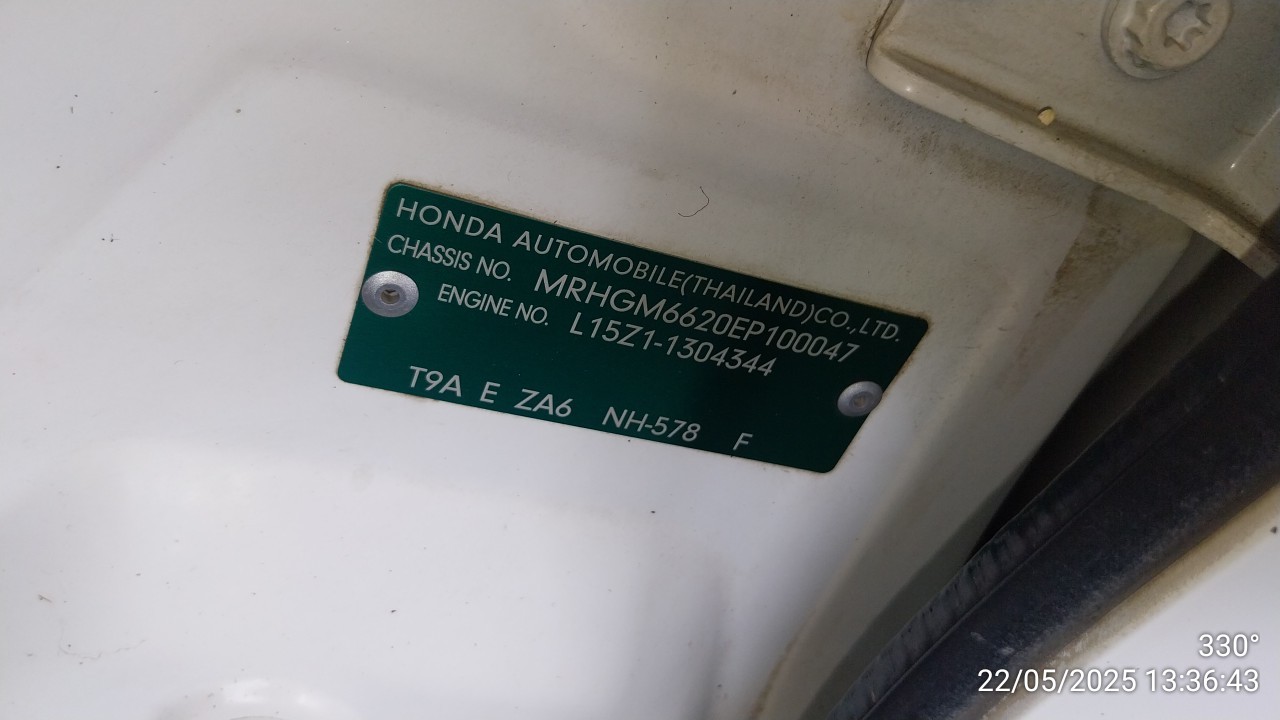 HONDA AUTOMOBILE(THAILAND)CO.,LTD.
CHASSIS NO. MRHGM6620EP100047
ENGINE NO. L15Z1-1304344
T9A E ZA6 NH-578 F
330°
22/05/2025 13:36:43